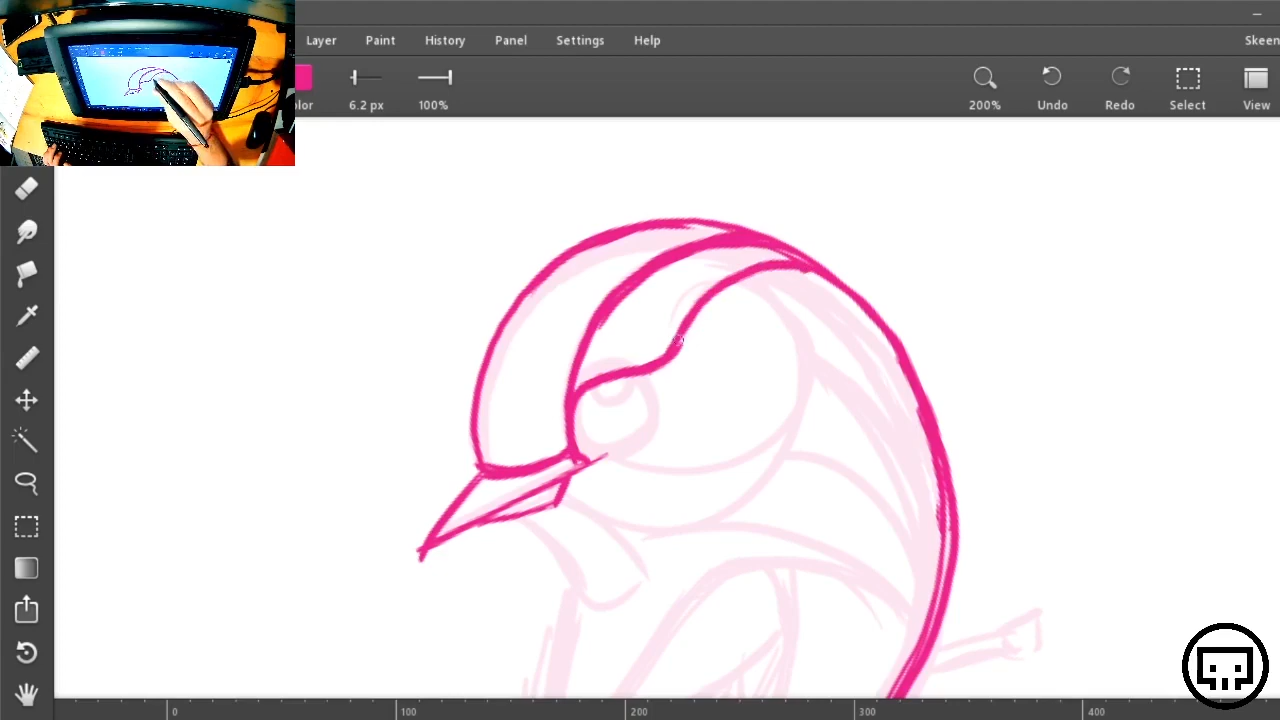 Layer Paint History Panel Settings Help Skeen
olor 6.2 px 100% 200% Undo Redo Select View
0 100 200 300 400